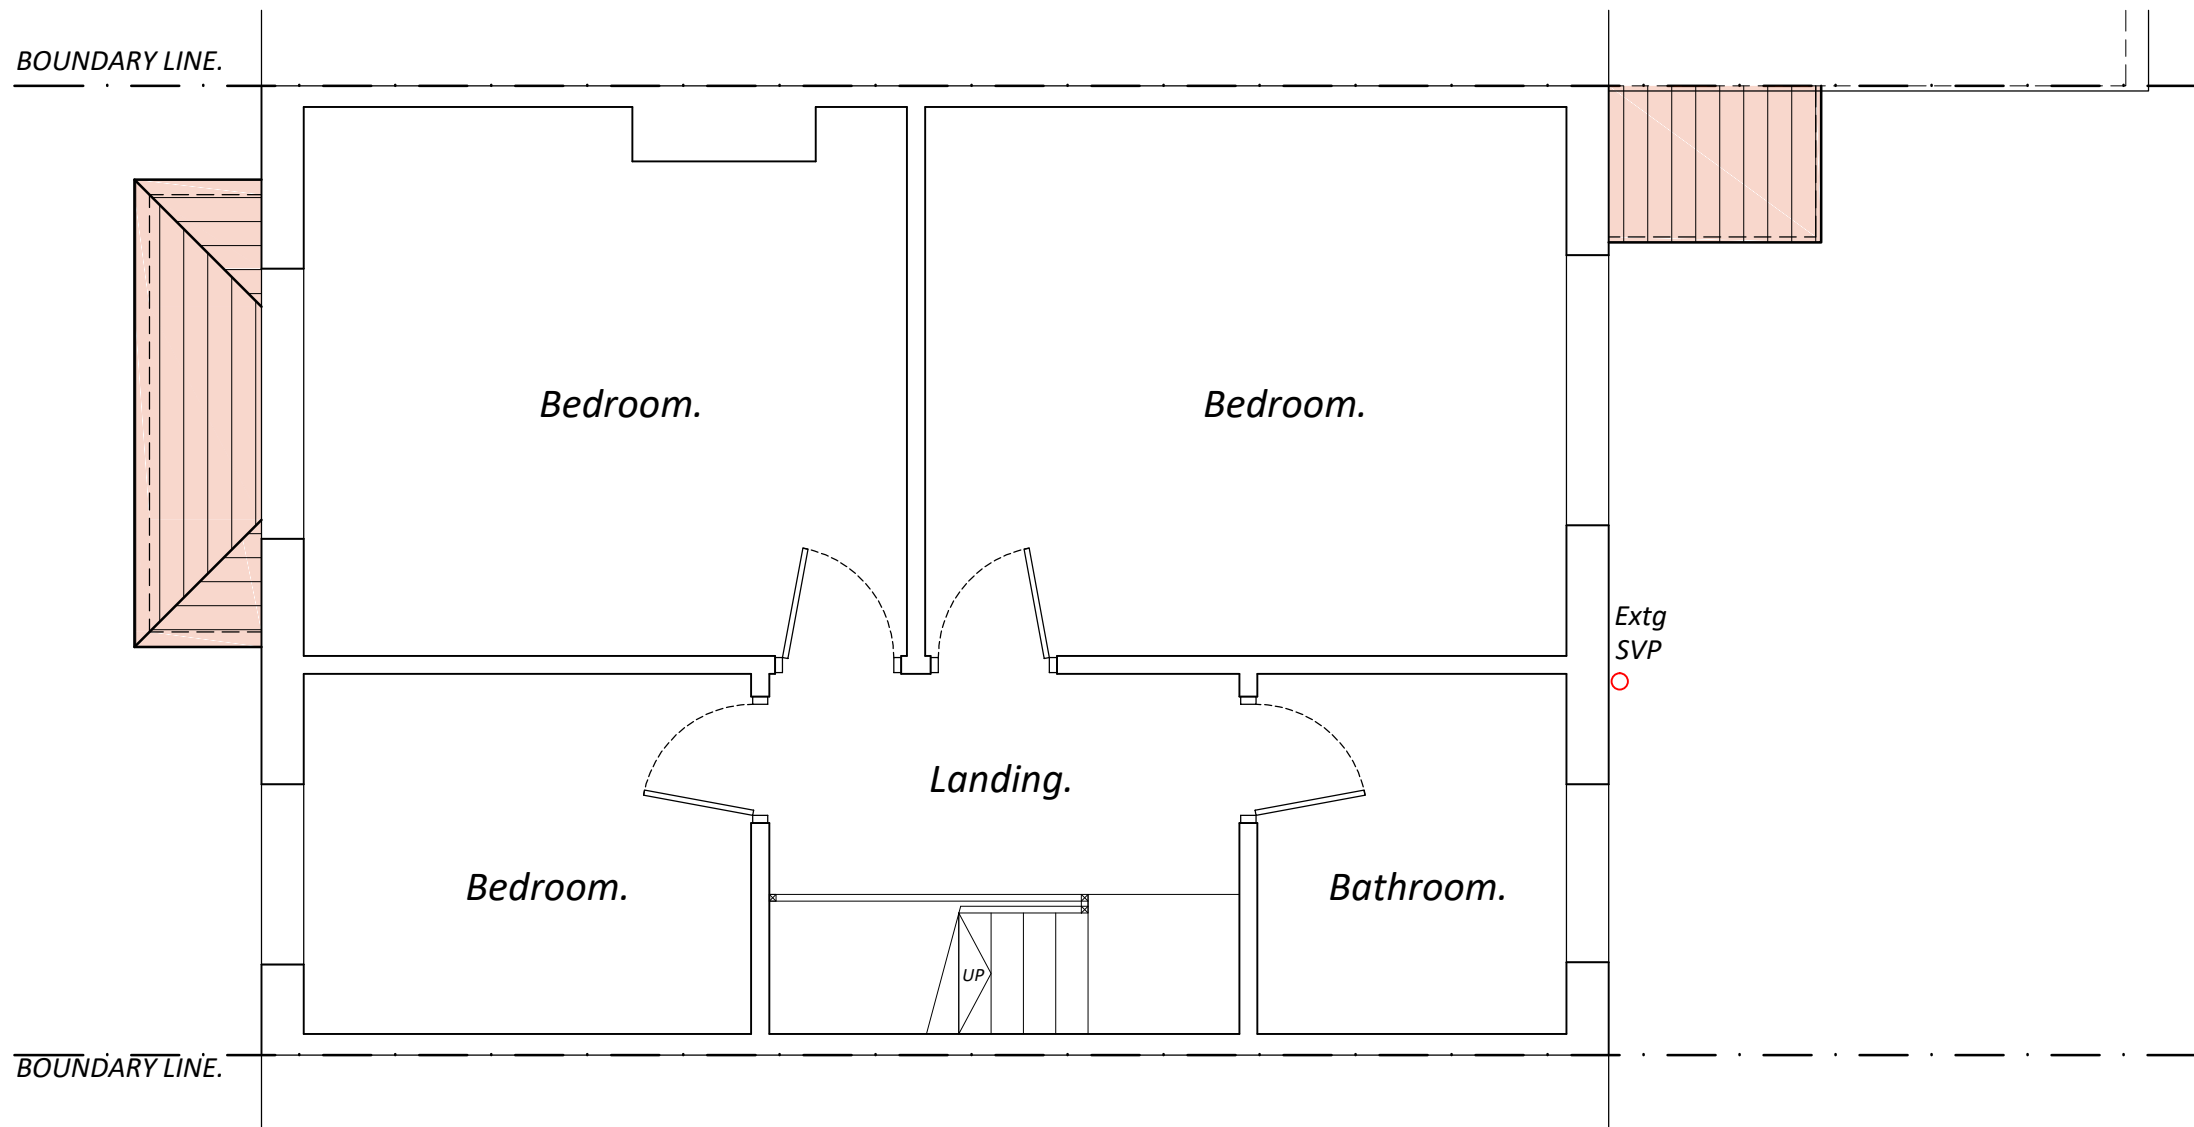 BOUNDARY LINE.
Bedroom.
Bedroom.
Extg
SVP
Landing.
Bedroom.
Bathroom.
UP
BOUNDARY LINE.